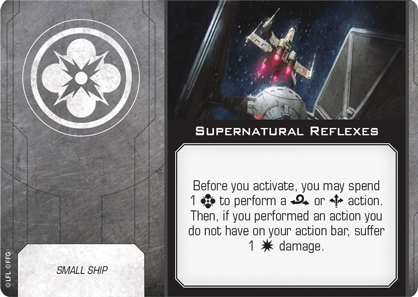 SUPERNATURAL REFLEXES
Before you activate, you may spend
1 to perform a or action.
Then, if you performed an action you
do not have on your action bar, suffer
1 damage.
SMALL SHIP
© LFL © FFG